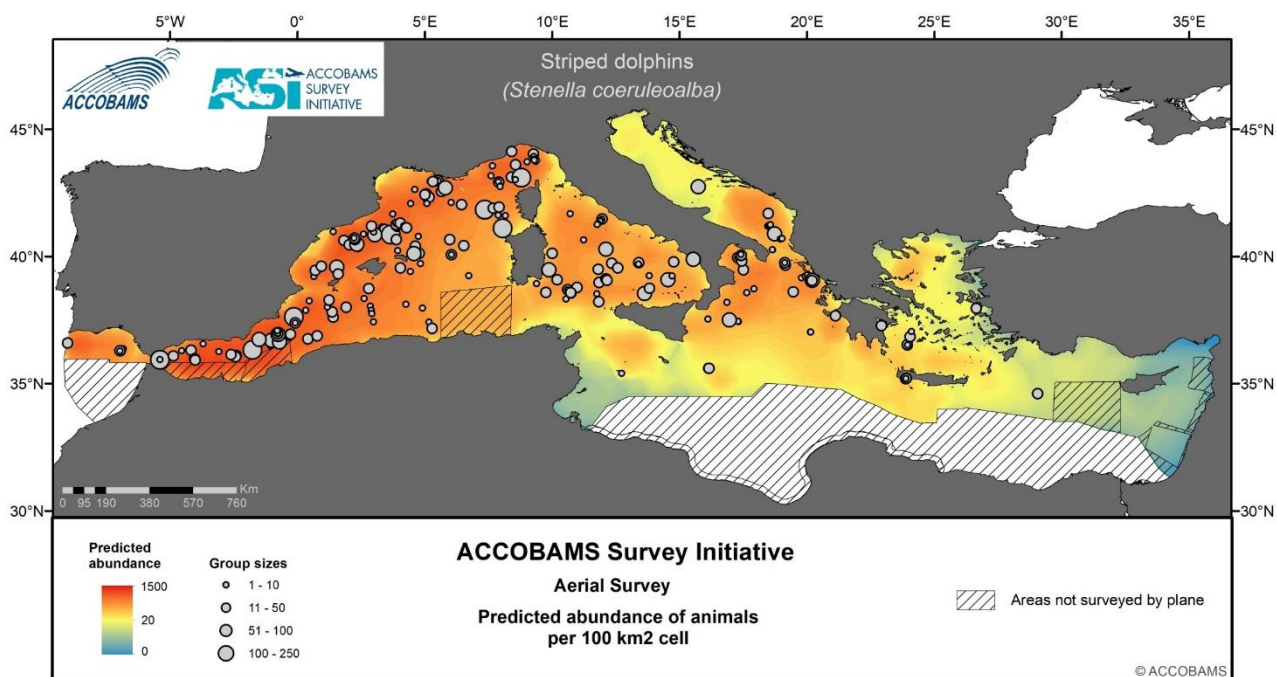 5°W 0° 5°E 10°E 15°E 20°E 25°E 30°E 35°E
ACCOBAMS
ASI
ACCOBAMS
SURVEY
INITIATIVE
Striped dolphins
(Stenella coeruleoalba)
45°N 45°N
40°N 40°N
35°N 35°N
30°N 30°N
Km
0 95 190 380 570 760
Predicted
abundance
1500
20
0
Group sizes
1 - 10
11 - 50
51 - 100
100 - 250
ACCOBAMS Survey Initiative
Aerial Survey
Predicted abundance of animals
per 100 km2 cell
Areas not surveyed by plane
© ACCOBAMS